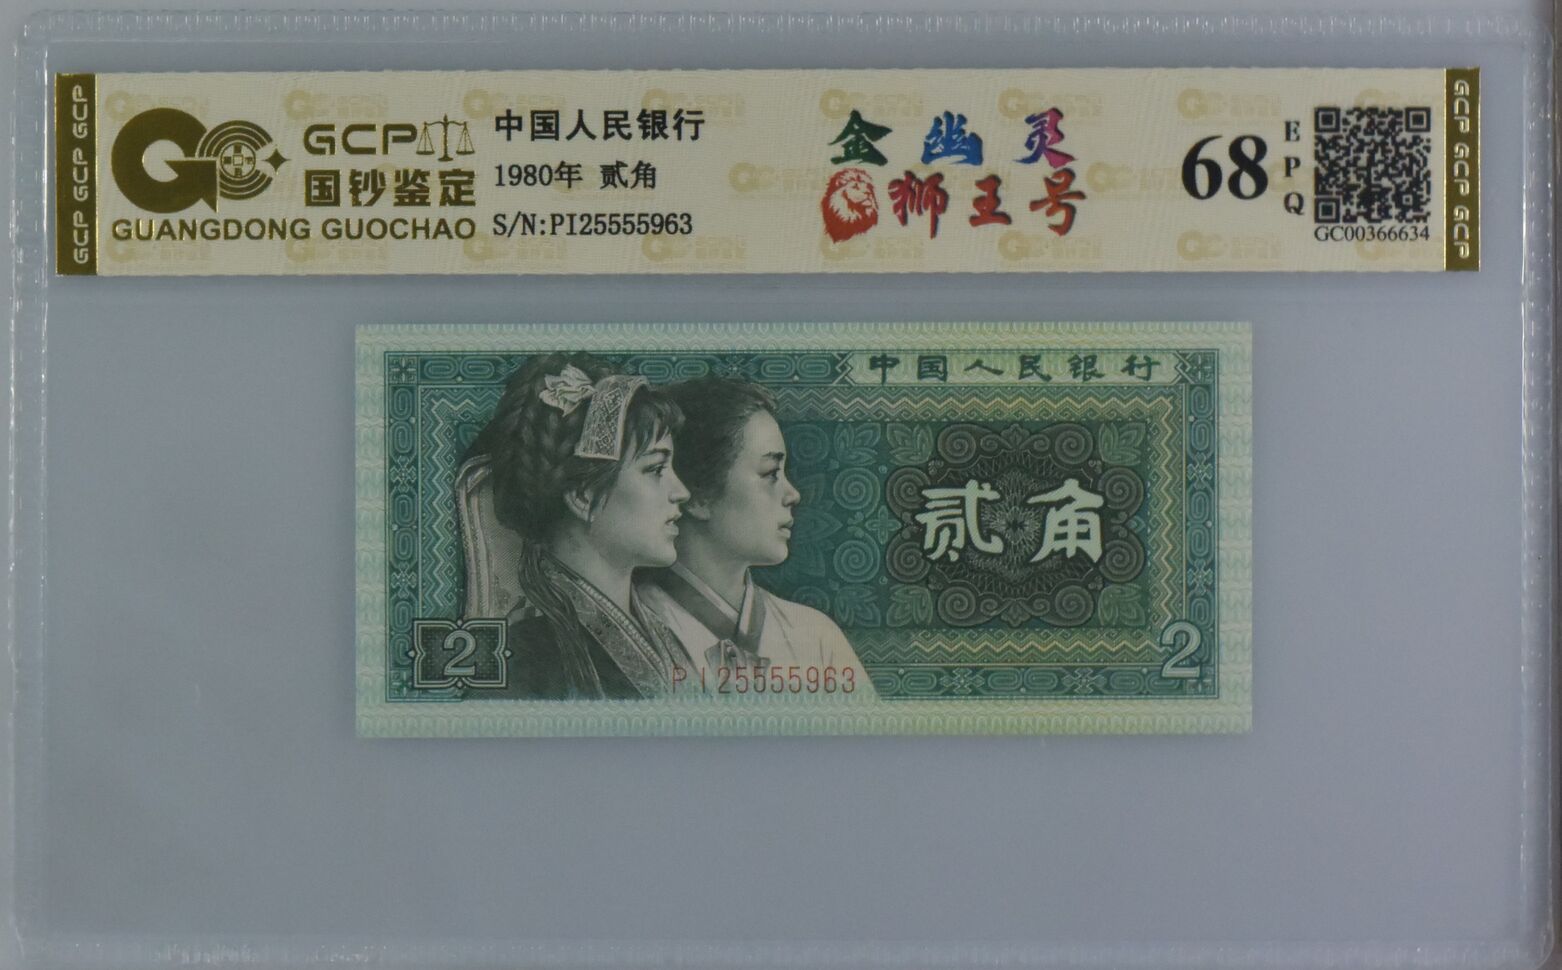 GCP GCP GCP
GCP
国钞鉴定
GUANGDONG GUOCHAO
中国人民银行
1980年 贰角
S/N:PI25555963
金幽灵
狮王号
68
EPQ
GC00366634
GCP GCP GCP
中国人民银行
贰角
2
2
PI25555963